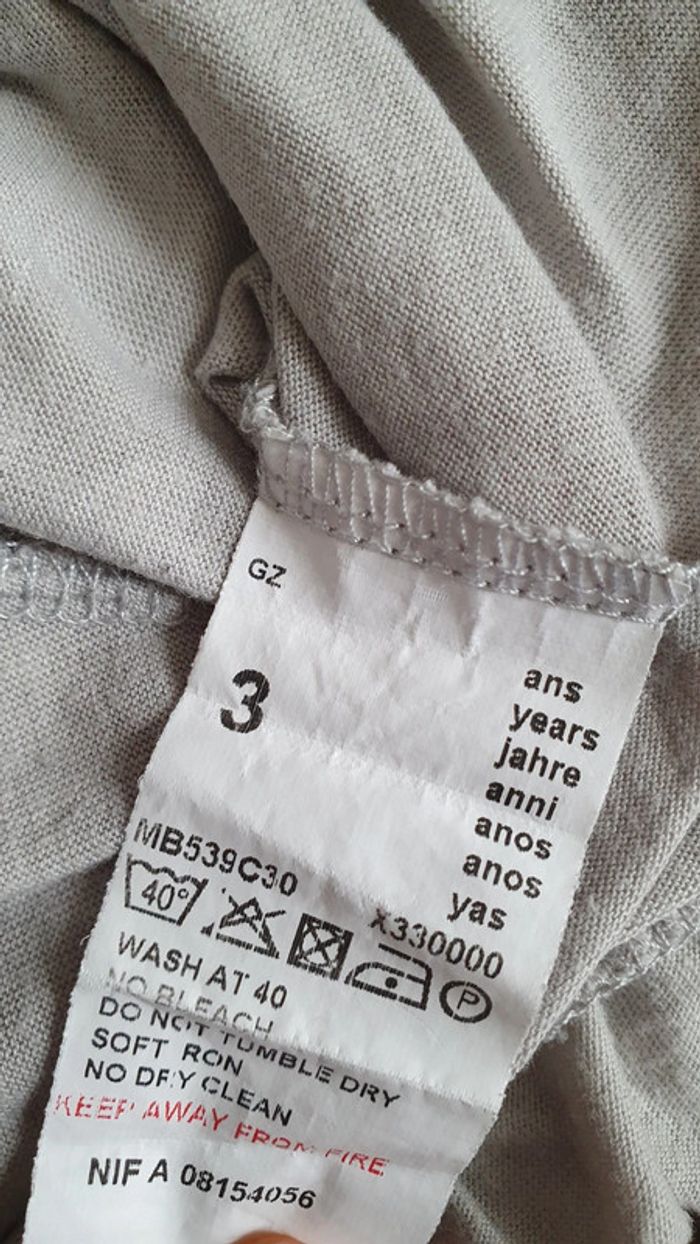 GZ
3
ans
years
jahre
anni
anos
anos
yas
MB539C30
X330000
40°
P
WASH AT 40
NO BLEACH
DO NOT TUMBLE DRY
SOFT RON
NO DRY CLEAN
KEEP AWAY FROM FIRE
NIF A 08154056